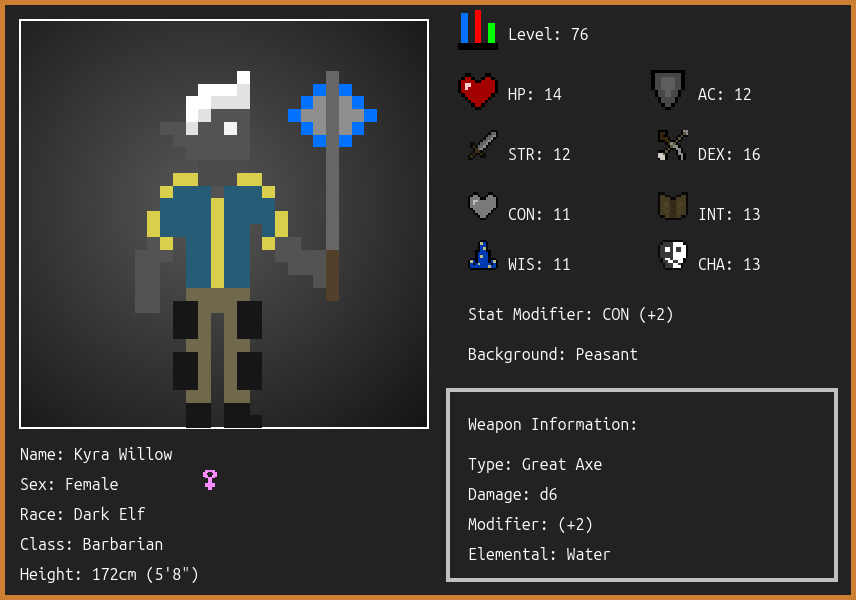 Level: 76
HP: 14 AC: 12
STR: 12 DEX: 16
CON: 11 INT: 13
WIS: 11 CHA: 13
Stat Modifier: CON (+2)
Background: Peasant
Weapon Information:
Type: Great Axe
Damage: d6
Modifier: (+2)
Elemental: Water
Name: Kyra Willow
Sex: Female
Race: Dark Elf
Class: Barbarian
Height: 172cm (5'8")